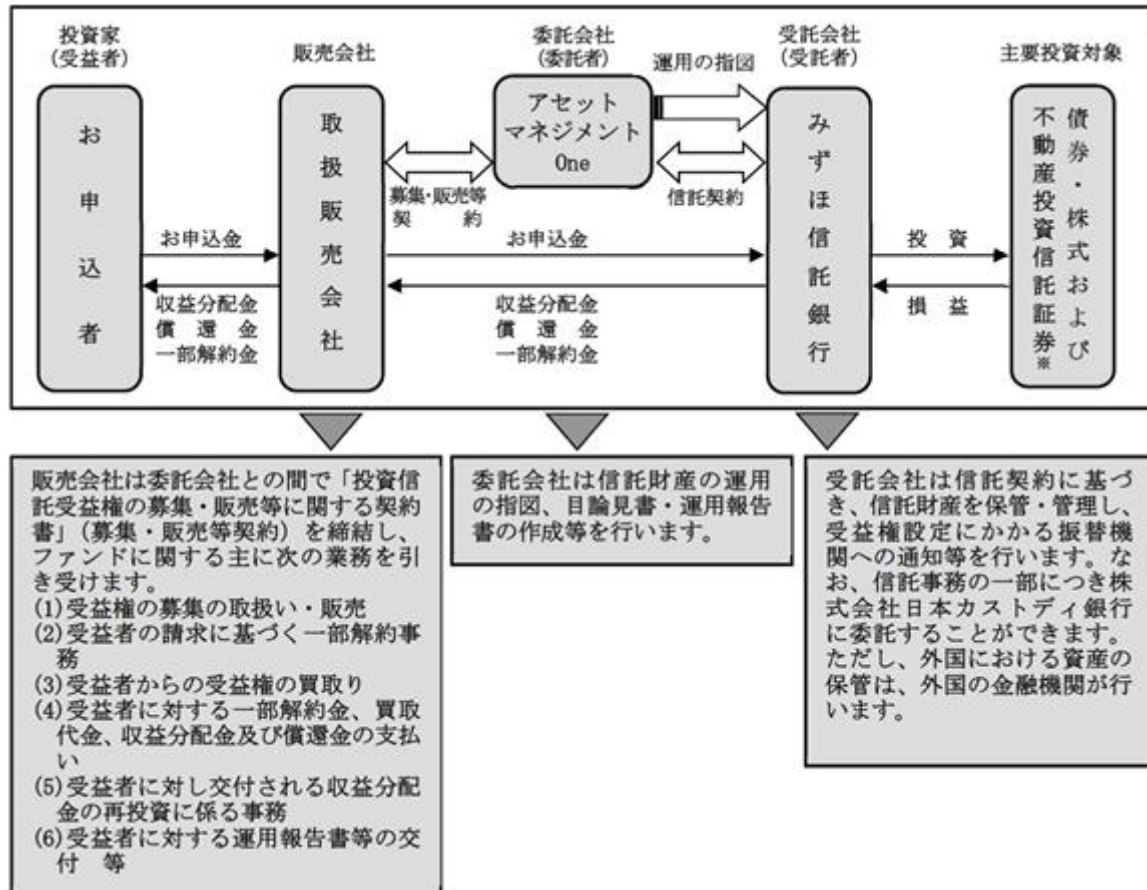 投資家
(受益者)
販売会社
委託会社
(委託者)
受託会社
(受託者)
主要投資対象
お申込者
取扱販売会社
アセット
マネジメント
One
運用の指図
みずほ信託銀行
債券・株式および
不動産投資信託証券※
募集・販売等
契　約
信託契約
お申込金
収益分配金
償　還　金
一部解約金
お申込金
収益分配金
償　還　金
一部解約金
投　資
損　益
販売会社は委託会社との間で「投資信
託受益権の募集・販売等に関する契約
書」(募集・販売等契約)を締結し、
ファンドに関する主に次の業務を引
き受けます。
(1)受益権の募集の取扱い・販売
(2)受益者の請求に基づく一部解約事
務
(3)受益者からの受益権の買取り
(4)受益者に対する一部解約金、買取
代金、収益分配金及び償還金の支払
い
(5)受益者に対し交付される収益分配
金の再投資に係る事務
(6)受益者に対する運用報告書等の交
付　等
委託会社は信託財産の運用
の指図、目論見書・運用報告
書の作成等を行います。
受託会社は信託契約に基づ
き、信託財産を保管・管理し、
受益権設定にかかる振替機
関への通知等を行います。な
お、信託事務の一部につき株
式会社日本カストディ銀行
に委託することができます。
ただし、外国における資産の
保管は、外国の金融機関が行
います。